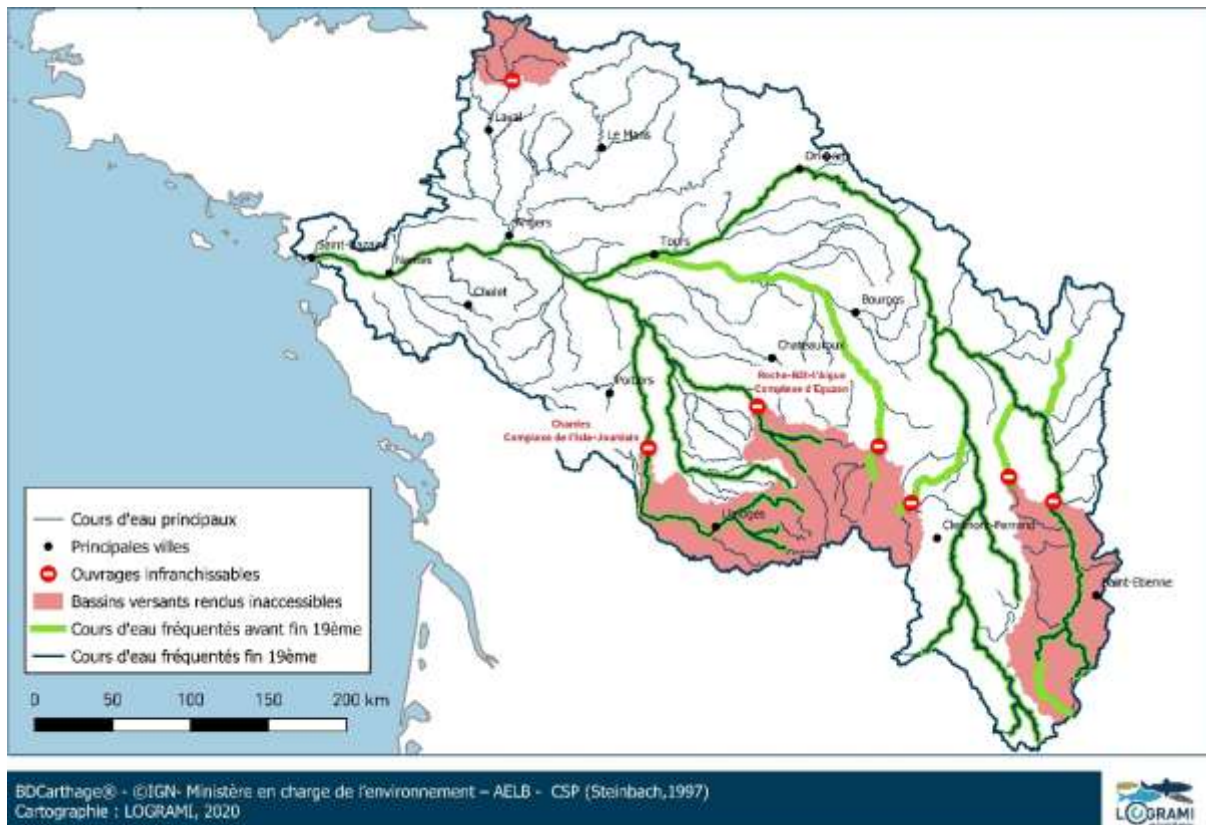 Laval
Le Mans
Orléans
Angers
Tours
Saint-Nazaire
Nantes
Cholet
Bourges
Chateauroux
Roche-Bât-l'Aigue
Complexe d'Eguzon
Poitiers
Chardes
Complexe de l'Isle-Jourdain
Limoges
Clermont-Ferrand
Saint-Etienne
Cours d'eau principaux
Principales villes
Ouvrages infranchissables
Bassins versants rendus inaccessibles
Cours d'eau fréquentés avant fin 19ème
Cours d'eau fréquentés fin 19ème
0 50 100 150 200 km
BDCarthage® - ©IGN- Ministère en charge de l'environnement – AELB - CSP (Steinbach,1997)
Cartographie : LOGRAMI, 2020
LOGRAMI